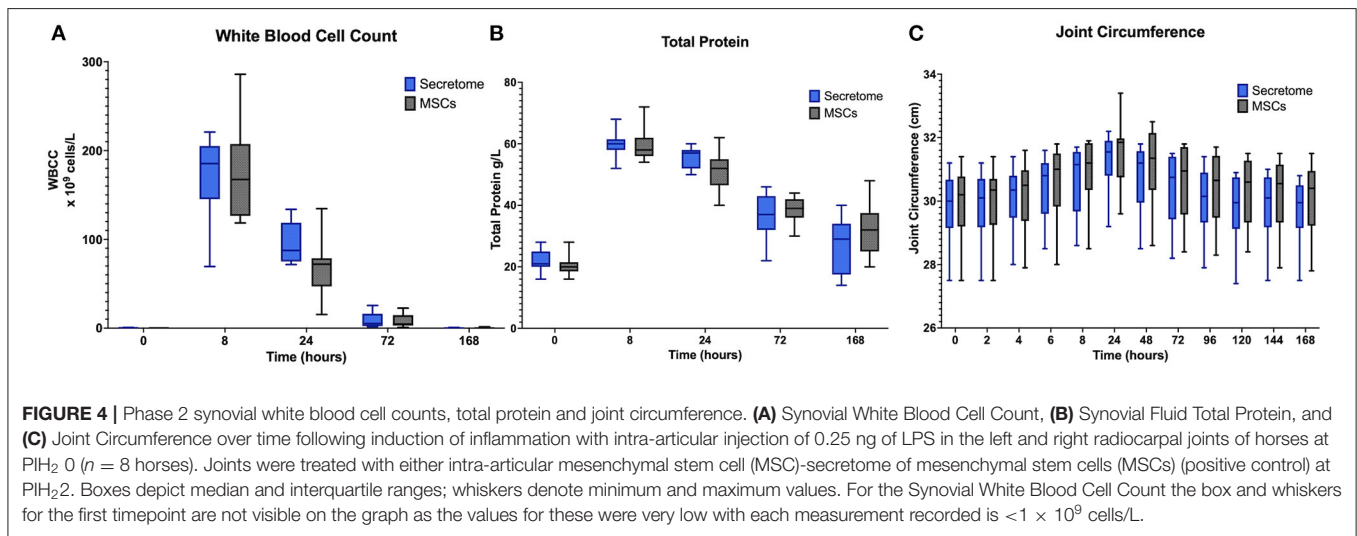 A
White Blood Cell Count
300
200
100
0
WBCC
x 10⁹ cells/L
Secretome
MSCs
0 8 24 72 168
Time (hours)
B
Total Protein
80
60
40
20
0
Total Protein g/L
Secretome
MSCs
0 8 24 72 168
Time (hours)
C
Joint Circumference
34
32
30
28
26
Joint Circumference (cm)
Secretome
MSCs
0 2 4 6 8 24 48 72 96 120 144 168
Time (hours)
FIGURE 4 | Phase 2 synovial white blood cell counts, total protein and joint circumference. (A) Synovial White Blood Cell Count, (B) Synovial Fluid Total Protein, and
(C) Joint Circumference over time following induction of inflammation with intra-articular injection of 0.25 ng of LPS in the left and right radiocarpal joints of horses at
PIH₂ 0 (n = 8 horses). Joints were treated with either intra-articular mesenchymal stem cell (MSC)-secretome of mesenchymal stem cells (MSCs) (positive control) at
PIH₂2. Boxes depict median and interquartile ranges; whiskers denote minimum and maximum values. For the Synovial White Blood Cell Count the box and whiskers
for the first timepoint are not visible on the graph as the values for these were very low with each measurement recorded is <1 × 10⁹ cells/L.